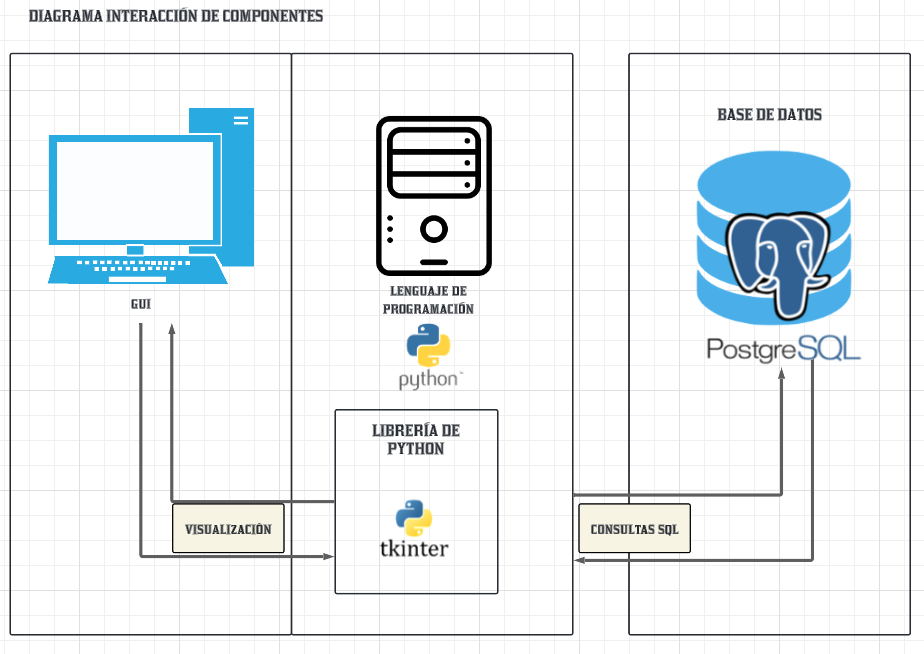 DIAGRAMA INTERACCIÓN DE COMPONENTES
GUI
LENGUAJE DE
PROGRAMACIÓN
python™
LIBRERÍA DE
PYTHON
tkinter
VISUALIZACIÓN
CONSULTAS SQL
BASE DE DATOS
PostgreSQL